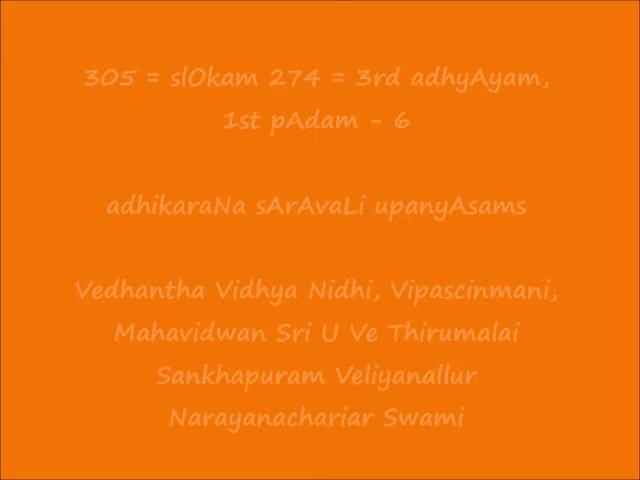 305 = slOkam 274 = 3rd adhyAyam,
1st pAdam - 6
adhikaraNa sArAvaLi upanyAsams
Vedhantha Vidhya Nidhi, Vipascinmani,
Mahavidwan Sri U Ve Thirumalai
Sankhapuram Veliyanallur
Narayanachariar Swami